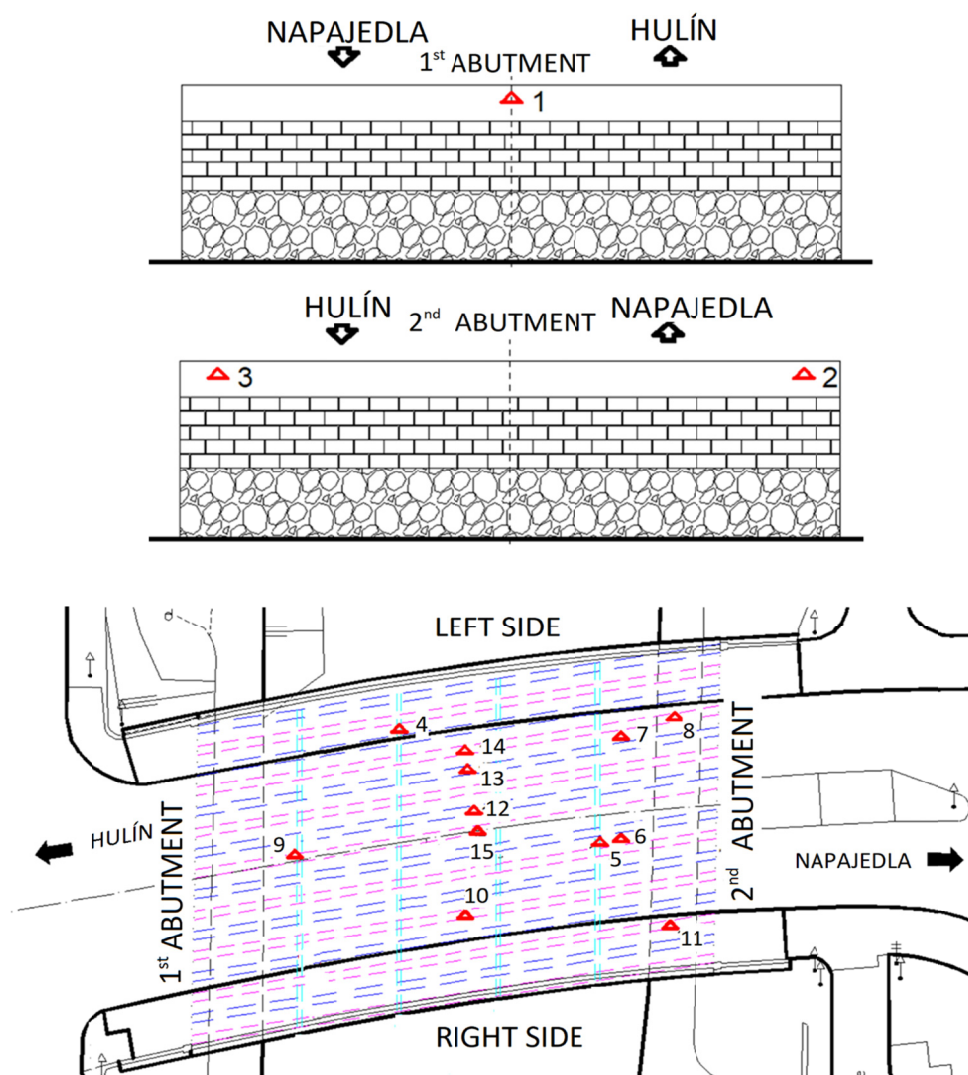 NAPAJEDLA
HULÍN
1st ABUTMENT
1
HULÍN
2nd ABUTMENT
NAPAJEDLA
3
2
LEFT SIDE
4
14
7
8
13
12
15
6
5
9
10
11
HULÍN
1st ABUTMENT
2nd ABUTMENT
NAPAJEDLA
RIGHT SIDE